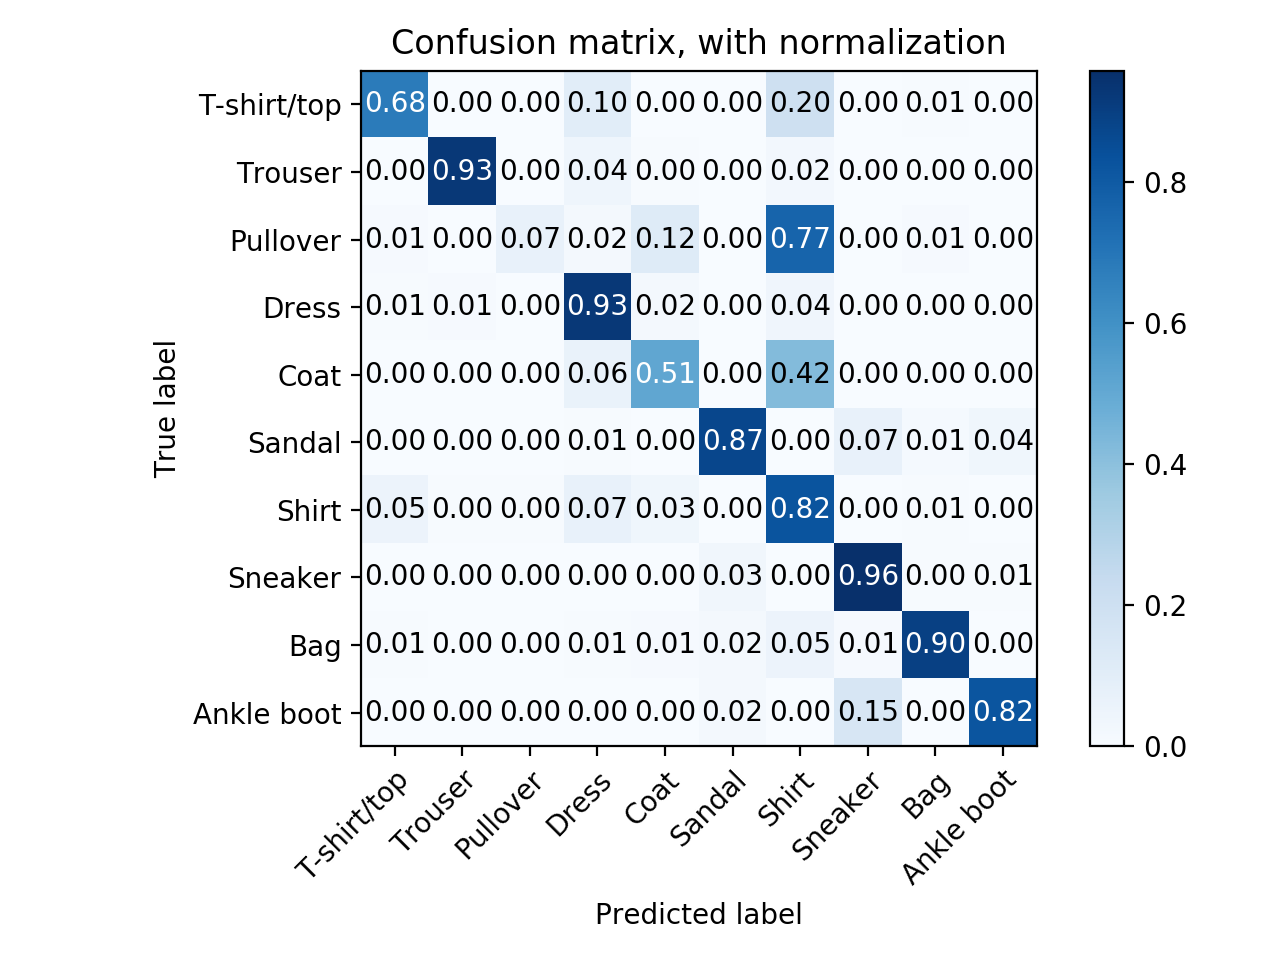 Confusion matrix, with normalization
T-shirt/top 0.68 0.00 0.00 0.10 0.00 0.00 0.20 0.00 0.01 0.00
Trouser 0.00 0.93 0.00 0.04 0.00 0.00 0.02 0.00 0.00 0.00
Pullover 0.01 0.00 0.07 0.02 0.12 0.00 0.77 0.00 0.01 0.00
Dress 0.01 0.01 0.00 0.93 0.02 0.00 0.04 0.00 0.00 0.00
Coat 0.00 0.00 0.00 0.06 0.51 0.00 0.42 0.00 0.00 0.00
Sandal 0.00 0.00 0.00 0.01 0.00 0.87 0.00 0.07 0.01 0.04
Shirt 0.05 0.00 0.00 0.07 0.03 0.00 0.82 0.00 0.01 0.00
Sneaker 0.00 0.00 0.00 0.00 0.00 0.03 0.00 0.96 0.00 0.01
Bag 0.01 0.00 0.00 0.01 0.01 0.02 0.05 0.01 0.90 0.00
Ankle boot 0.00 0.00 0.00 0.00 0.00 0.02 0.00 0.15 0.00 0.82
True label
T-shirt/top Trouser Pullover Dress Coat Sandal Shirt Sneaker Bag Ankle boot
Predicted label
0.8
0.6
0.4
0.2
0.0